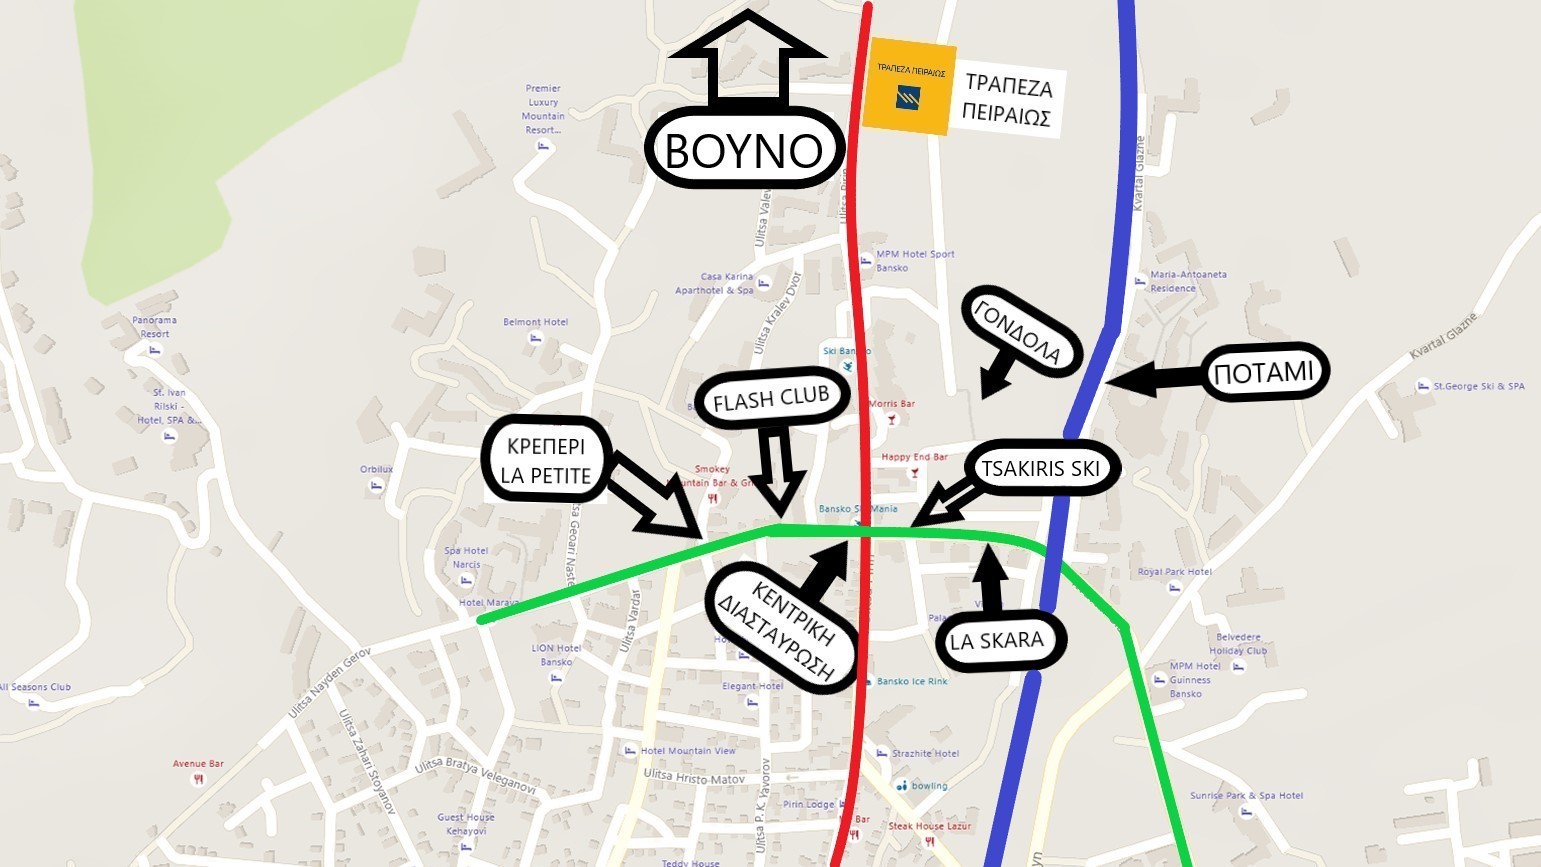 ΤΡΑΠΕΖΑ ΠΕΙΡΑΙΩΣ
ΤΡΑΠΕΖΑ
ΠΕΙΡΑΙΩΣ
Premier
Luxury
Mountain
Resort...
ΒΟΥΝΟ
Ulitsa Pirin
Kvartal Glazne
Ulitsa Valev
MPM Hotel Sport
Bansko
Casa Karina
Aparthotel & Spa
Maria-Antoaneta
Residence
Ulitsa Kralev Dvor
ΓΟΝΔΟΛΑ
Panorama
Resort
Belmont Hotel
Kvartal Glazne
Ski Bansko
ΠΟΤΑΜΙ
St.George Ski & SPA
St. Ivan
Rilski -
Hotel, SPA &...
FLASH CLUB
Morris Bar
ΚΡΕΠΕΡΙ
LA PETITE
Happy End Bar
TSAKIRIS SKI
Orbilux
Smokey
Mountain Bar & Gri
Bansko Ski Mania
Spa Hotel
Narcis
Royal Park Hotel
Hotel Maraya
ΚΕΝΤΡΙΚΗ
ΔΙΑΣΤΑΥΡΩΣΗ
Ulitsa Vardar
LA SKARA
Belvedere
Holiday Club
LION Hotel
Bansko
MPM Hotel
Guinness
Bansko
Ulitsa Nayden Gerov
All Seasons Club
Elegant Hotel
Bansko Ice Rink
Ulitsa Zahari Stoyanov
Hotel Mountain View
Strazhite Hotel
Avenue Bar
Ulitsa Bratya Veleganovi
Ulitsa Hristo Matov
bowling
Ulitsa P. K. Yavorov
Pirin Lodge
Sunrise Park & Spa Hotel
Guest House
Kehayovi
Bar
Steak House Lazur
Teddy House